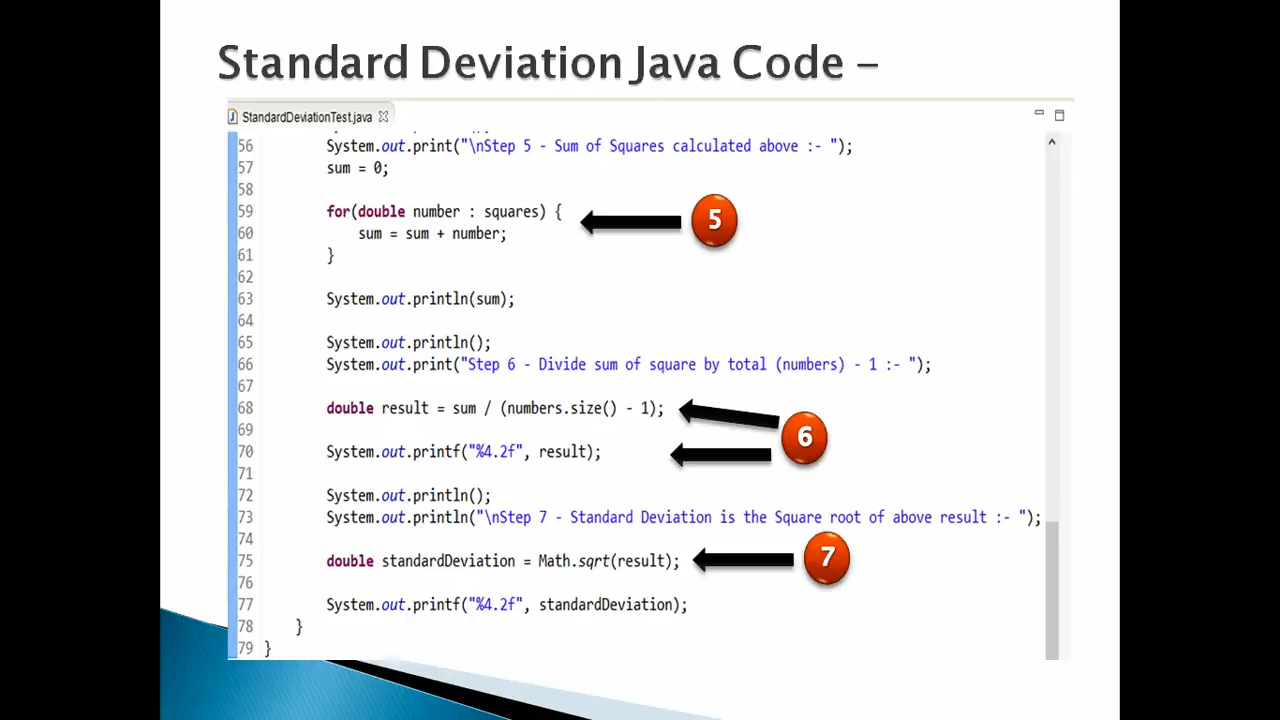 Standard Deviation Java Code –
StandardDeviationTest.java
56 System.out.print("\nStep 5 - Sum of Squares calculated above :- ");
57 sum = 0;
58
59 for(double number : squares) {
5
60 sum = sum + number;
61 }
62
63 System.out.println(sum);
64
65 System.out.println();
66 System.out.print("Step 6 - Divide sum of square by total (numbers) - 1 :- ");
67
68 double result = sum / (numbers.size() - 1);
6
69
70 System.out.printf("%4.2f", result);
71
72 System.out.println();
73 System.out.println("\nStep 7 - Standard Deviation is the Square root of above result :- ");
74
75 double standardDeviation = Math.sqrt(result);
7
76
77 System.out.printf("%4.2f", standardDeviation);
78 }
79 }